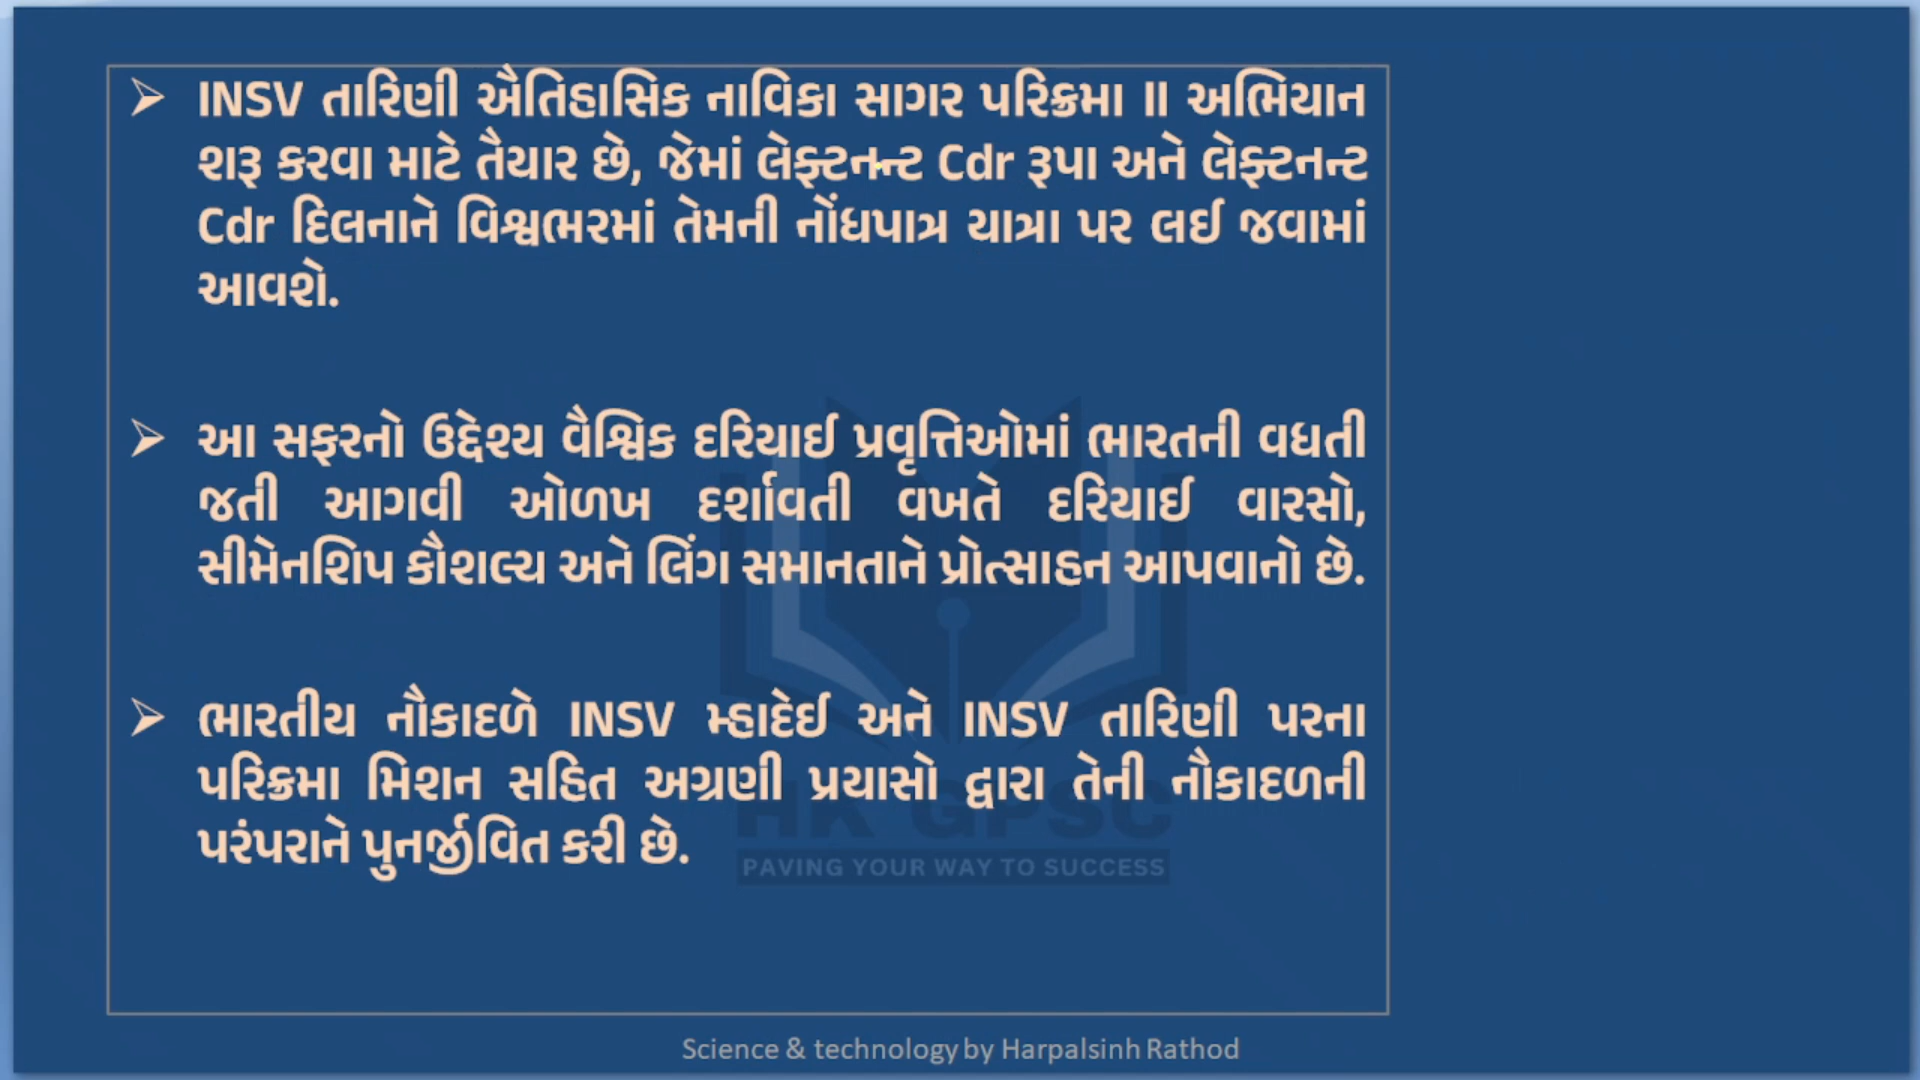 ➢ INSV તારિણી ઐતિહાસિક નાવિકા સાગર પરિક્રમા II અભિયાન
શરૂ કરવા માટે તૈયાર છે, જેમાં લેફ્ટનન્ટ Cdr રૂપા અને લેફ્ટનન્ટ
Cdr દિલનાને વિશ્વભરમાં તેમની નોંધપાત્ર યાત્રા પર લઈ જવામાં
આવશે.
➢ આ સફરનો ઉદ્દેશ્ય વૈશ્વિક દરિયાઈ પ્રવૃત્તિઓમાં ભારતની વધતી
જતી આગવી ઓળખ દર્શાવતી વખતે દરિયાઈ વારસો,
સીમેનશિપ કૌશલ્ય અને લિંગ સમાનતાને પ્રોત્સાહન આપવાનો છે.
➢ ભારતીય નૌકાદળે INSV મ્હાદેઈ અને INSV તારિણી પરના
પરિક્રમા મિશન સહિત અગ્રણી પ્રયાસો દ્વારા તેની નૌકાદળની
પરંપરાને પુનર્જીવિત કરી છે.
HK GPSC
PAVING YOUR WAY TO SUCCESS
Science & technology by Harpalsinh Rathod